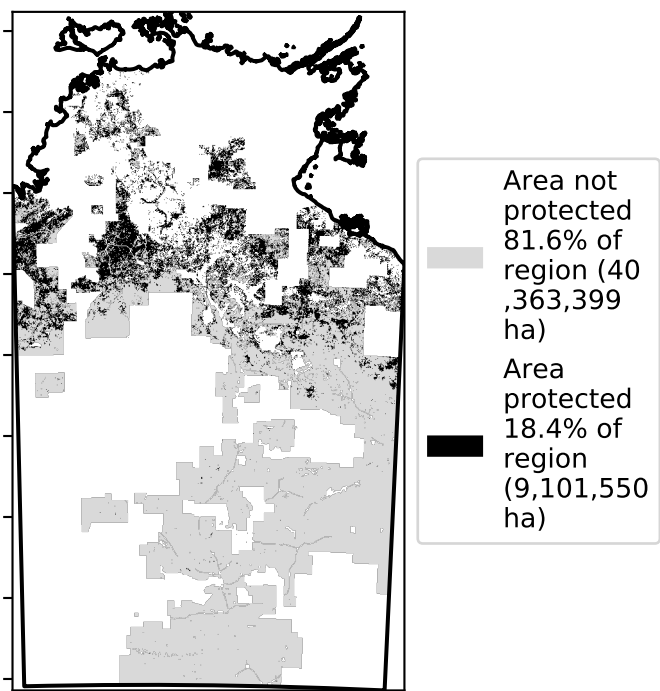 Area not
protected
81.6% of
region (40
,363,399
ha)
Area
protected
18.4% of
region
(9,101,550
ha)